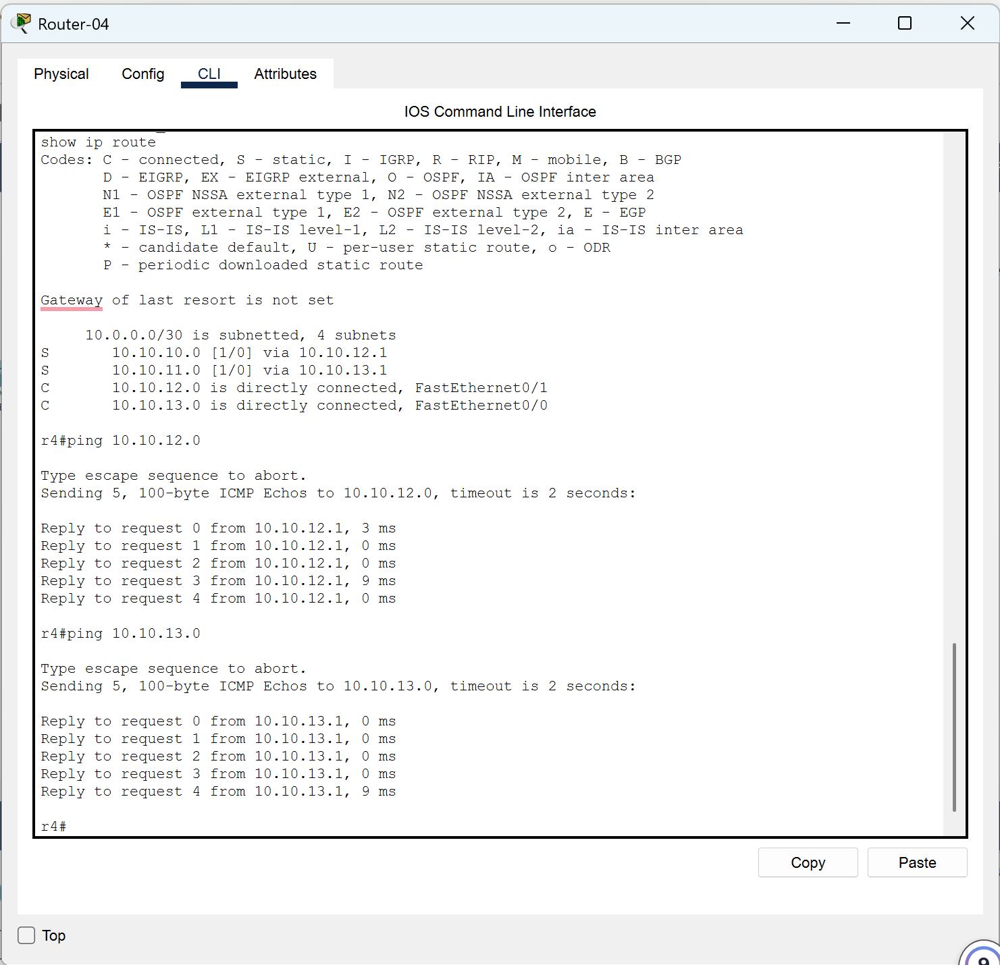 Router-04
Physical Config CLI Attributes
IOS Command Line Interface
show ip route
Codes: C - connected, S - static, I - IGRP, R - RIP, M - mobile, B - BGP
       D - EIGRP, EX - EIGRP external, O - OSPF, IA - OSPF inter area
       N1 - OSPF NSSA external type 1, N2 - OSPF NSSA external type 2
       E1 - OSPF external type 1, E2 - OSPF external type 2, E - EGP
       i - IS-IS, L1 - IS-IS level-1, L2 - IS-IS level-2, ia - IS-IS inter area
       * - candidate default, U - per-user static route, o - ODR
       P - periodic downloaded static route
Gateway of last resort is not set
     10.0.0.0/30 is subnetted, 4 subnets
S       10.10.10.0 [1/0] via 10.10.12.1
S       10.10.11.0 [1/0] via 10.10.13.1
C       10.10.12.0 is directly connected, FastEthernet0/1
C       10.10.13.0 is directly connected, FastEthernet0/0
r4#ping 10.10.12.0
Type escape sequence to abort.
Sending 5, 100-byte ICMP Echos to 10.10.12.0, timeout is 2 seconds:
Reply to request 0 from 10.10.12.1, 3 ms
Reply to request 1 from 10.10.12.1, 0 ms
Reply to request 2 from 10.10.12.1, 0 ms
Reply to request 3 from 10.10.12.1, 9 ms
Reply to request 4 from 10.10.12.1, 0 ms
r4#ping 10.10.13.0
Type escape sequence to abort.
Sending 5, 100-byte ICMP Echos to 10.10.13.0, timeout is 2 seconds:
Reply to request 0 from 10.10.13.1, 0 ms
Reply to request 1 from 10.10.13.1, 0 ms
Reply to request 2 from 10.10.13.1, 0 ms
Reply to request 3 from 10.10.13.1, 0 ms
Reply to request 4 from 10.10.13.1, 9 ms
r4#
Copy Paste
Top